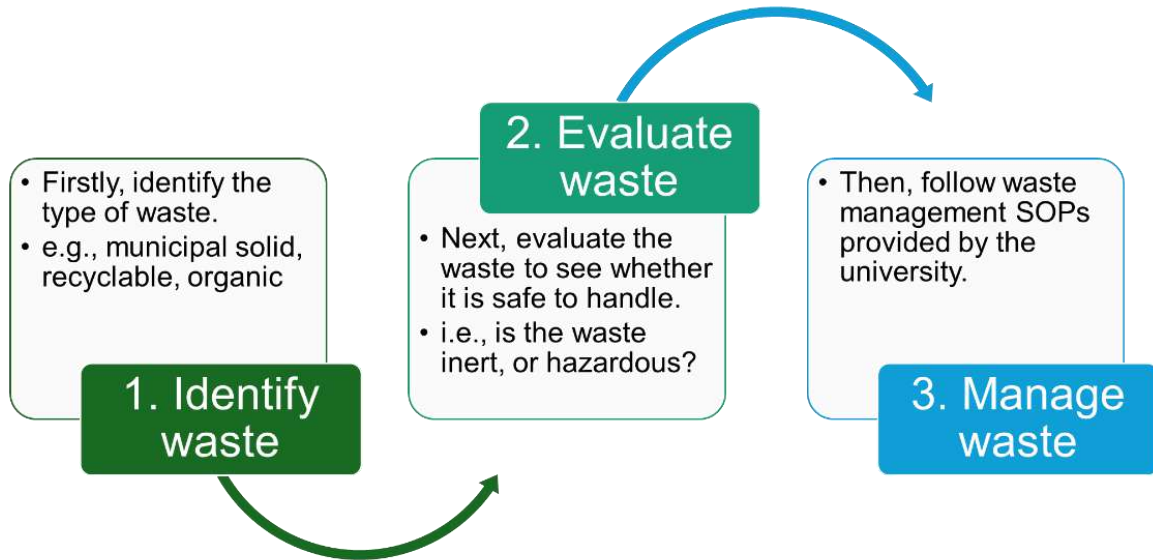 • Firstly, identify the
type of waste.
• e.g., municipal solid,
recyclable, organic
1. Identify
waste
2. Evaluate
waste
• Next, evaluate the
waste to see whether
it is safe to handle.
• i.e., is the waste
inert, or hazardous?
• Then, follow waste
management SOPs
provided by the
university.
3. Manage
waste